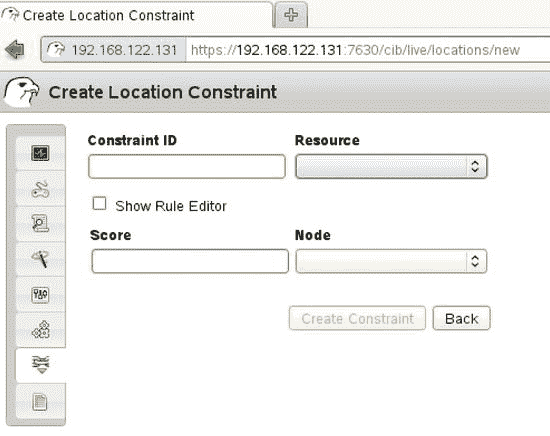 Create Location Constraint
192.168.122.131 https://192.168.122.131:7630/cib/live/locations/new
Create Location Constraint
Constraint ID Resource
Show Rule Editor
Score Node
Create Constraint Back